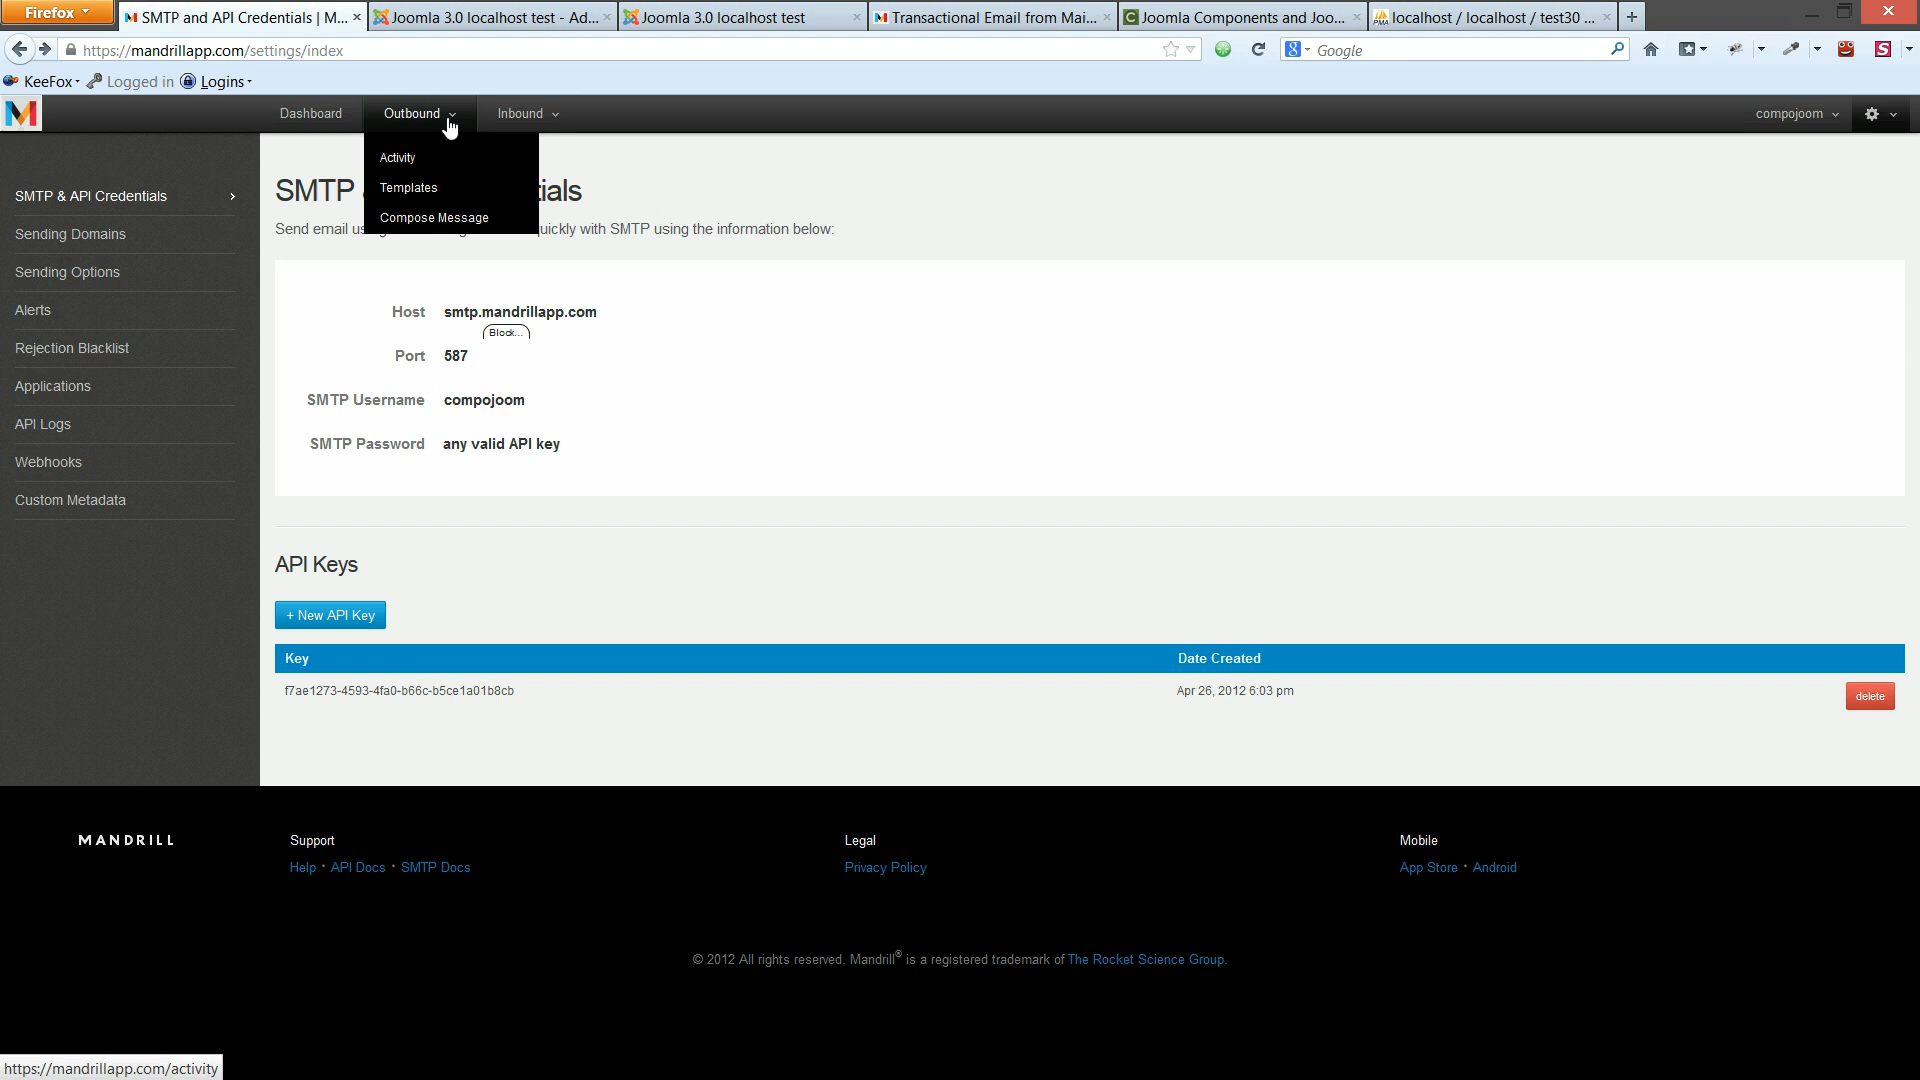 Firefox
SMTP and API Credentials | M...
Joomla 3.0 localhost test - Ad...
Joomla 3.0 localhost test
Transactional Email from Mai...
Joomla Components and Joo...
localhost / localhost / test30 ...
https://mandrillapp.com/settings/index
Google
KeeFox
Logged in
Logins
Dashboard
Outbound
Inbound
compojoom
Activity
Templates
Compose Message
SMTP & API Credentials
Sending Domains
Sending Options
Alerts
Rejection Blacklist
Applications
API Logs
Webhooks
Custom Metadata
SMTP ials
Send email us quickly with SMTP using the information below:
Host smtp.mandrillapp.com
Block...
Port 587
SMTP Username compojoom
SMTP Password any valid API key
API Keys
+ New API Key
Key Date Created
f7ae1273-4593-4fa0-b66c-b5ce1a01b8cb Apr 26, 2012 6:03 pm delete
MANDRILL
Support
Help • API Docs • SMTP Docs
Legal
Privacy Policy
Mobile
App Store • Android
© 2012 All rights reserved. Mandrill® is a registered trademark of The Rocket Science Group.
https://mandrillapp.com/activity